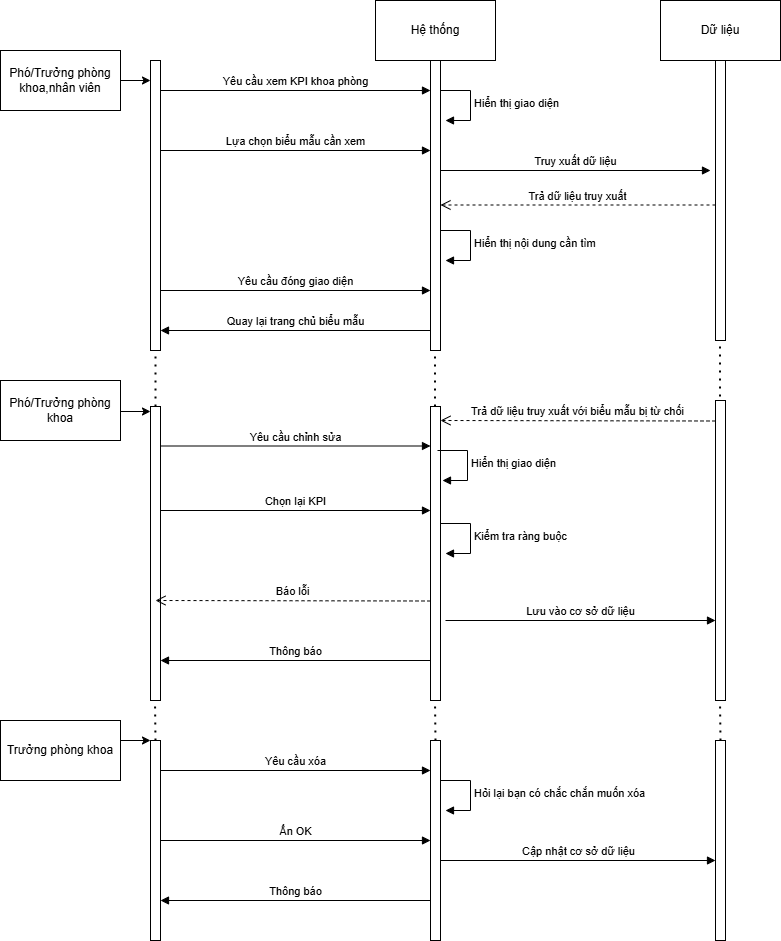 Hệ thống
Dữ liệu
Phó/Trưởng phòng
khoa,nhân viên
Yêu cầu xem KPI khoa phòng
Hiển thị giao diện
Lựa chọn biểu mẫu cần xem
Truy xuất dữ liệu
Trả dữ liệu truy xuất
Hiển thị nội dung cần tìm
Yêu cầu đóng giao diện
Quay lại trang chủ biểu mẫu
Phó/Trưởng phòng
khoa
Trả dữ liệu truy xuất với biểu mẫu bị từ chối
Yêu cầu chỉnh sửa
Hiển thị giao diện
Chọn lại KPI
Kiểm tra ràng buộc
Báo lỗi
Lưu vào cơ sở dữ liệu
Thông báo
Trưởng phòng khoa
Yêu cầu xóa
Hỏi lại bạn có chắc chắn muốn xóa
Ấn OK
Cập nhật cơ sở dữ liệu
Thông báo